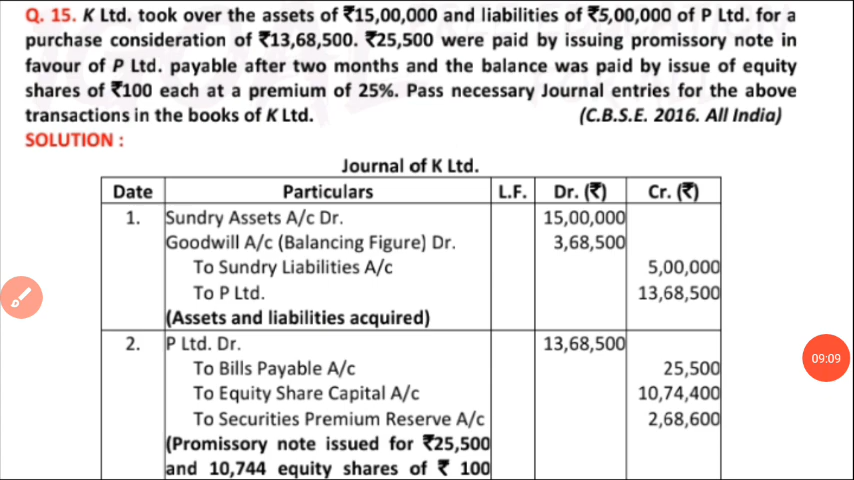 Q. 15. K Ltd. took over the assets of ₹15,00,000 and liabilities of ₹5,00,000 of P Ltd. for a
purchase consideration of ₹13,68,500. ₹25,500 were paid by issuing promissory note in
favour of P Ltd. payable after two months and the balance was paid by issue of equity
shares of ₹100 each at a premium of 25%. Pass necessary Journal entries for the above
transactions in the books of K Ltd. (C.B.S.E. 2016. All India)
SOLUTION :
Journal of K Ltd.
Date Particulars L.F. Dr. (₹) Cr. (₹)
1. Sundry Assets A/c Dr. 15,00,000
Goodwill A/c (Balancing Figure) Dr. 3,68,500
To Sundry Liabilities A/c 5,00,000
To P Ltd. 13,68,500
(Assets and liabilities acquired)
2. P Ltd. Dr. 13,68,500
To Bills Payable A/c 25,500
To Equity Share Capital A/c 10,74,400
To Securities Premium Reserve A/c 2,68,600
(Promissory note issued for ₹25,500
and 10,744 equity shares of ₹ 100
09:09